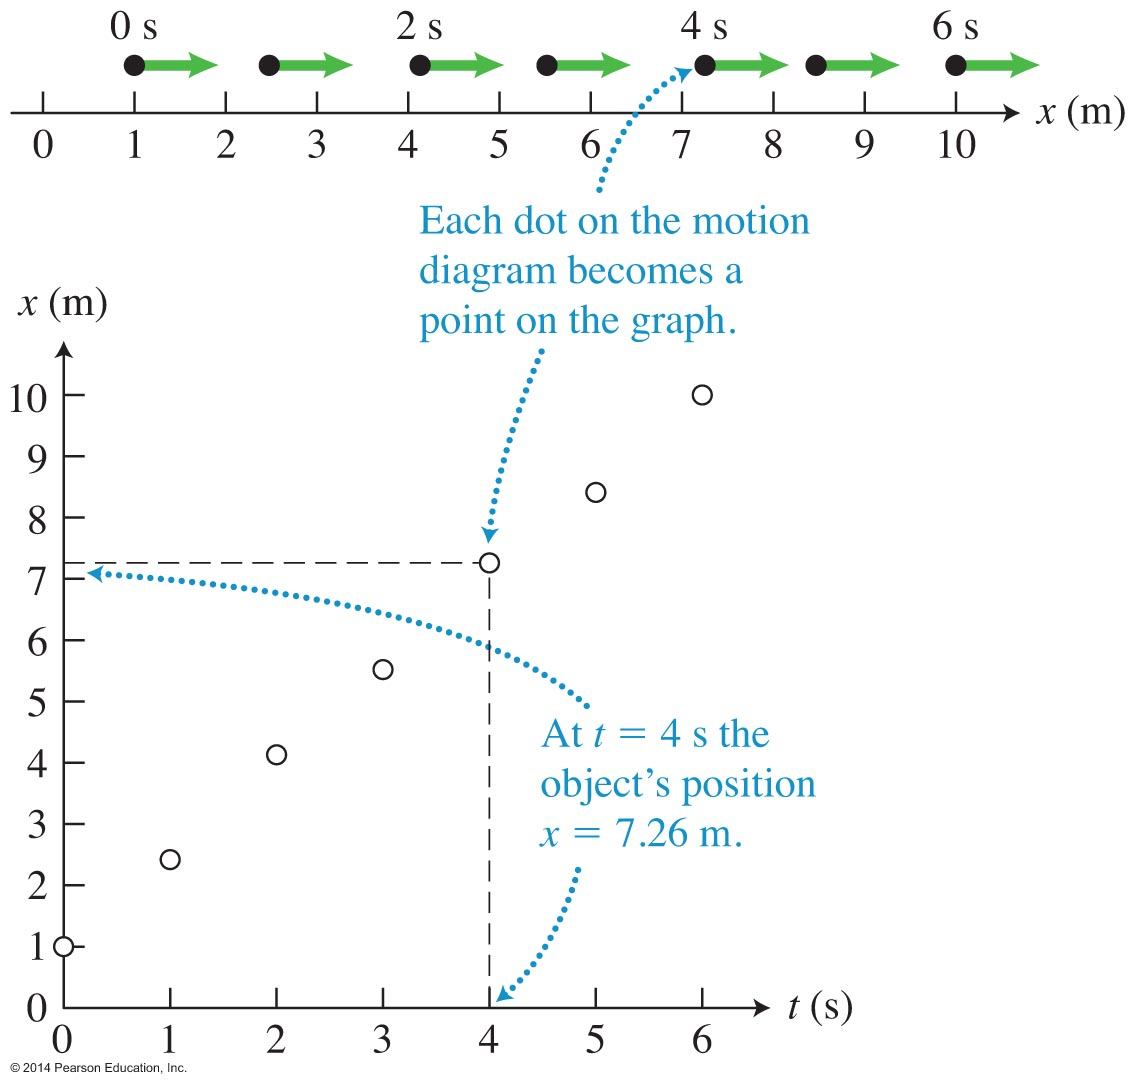 0 s 2 s 4 s 6 s
x (m)
0 1 2 3 4 5 6 7 8 9 10
Each dot on the motion
diagram becomes a
point on the graph.
x (m)
10
9
8
7
6
5
4
3
2
1
0
At t = 4 s the
object’s position
x = 7.26 m.
t (s)
0 1 2 3 4 5 6
© 2014 Pearson Education, Inc.